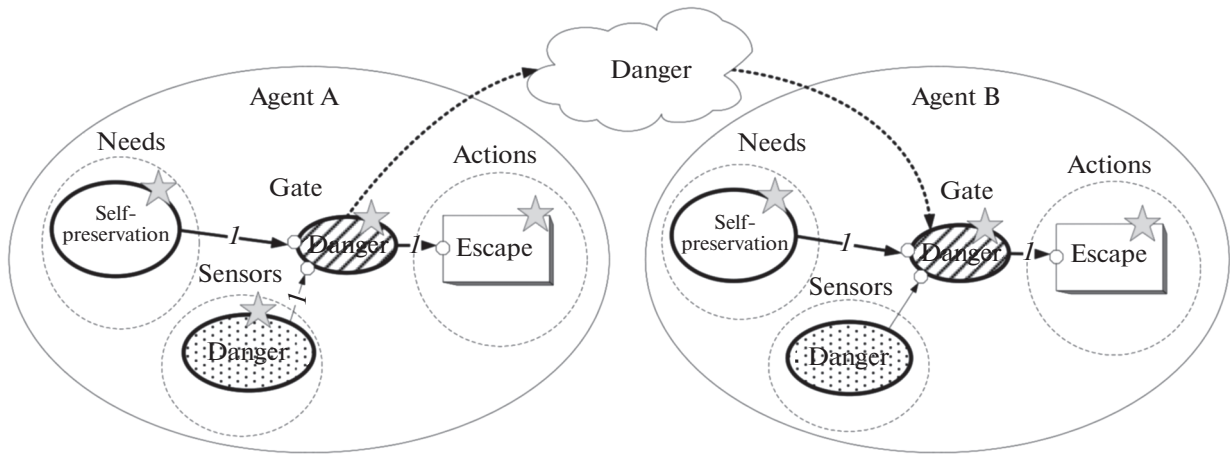 Danger
Agent A
Needs
Self-
preservation
1
Gate
Danger
1
Actions
Escape
Sensors
1
Danger
Agent B
Needs
Self-
preservation
1
Gate
Danger
1
Actions
Escape
Sensors
Danger